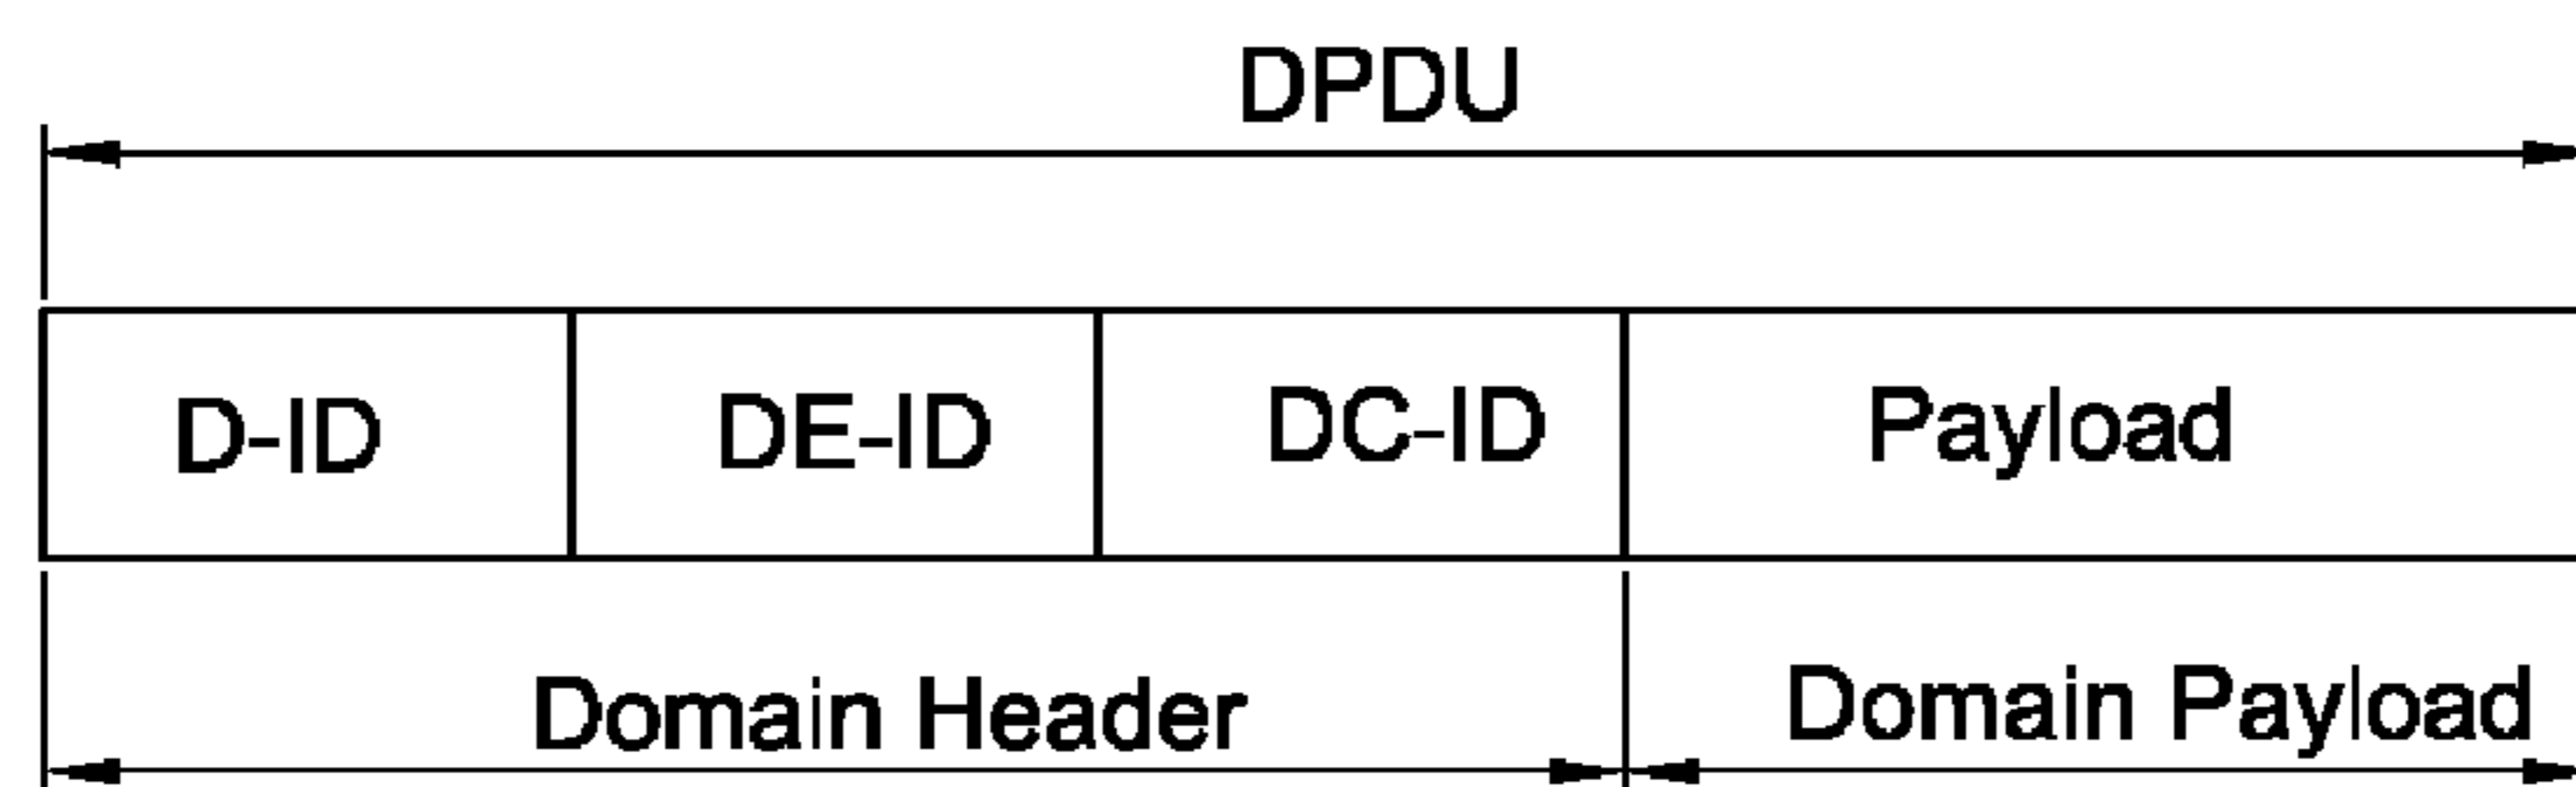 DPDU
D-ID DE-ID DC-ID Payload
Domain Header Domain Payload